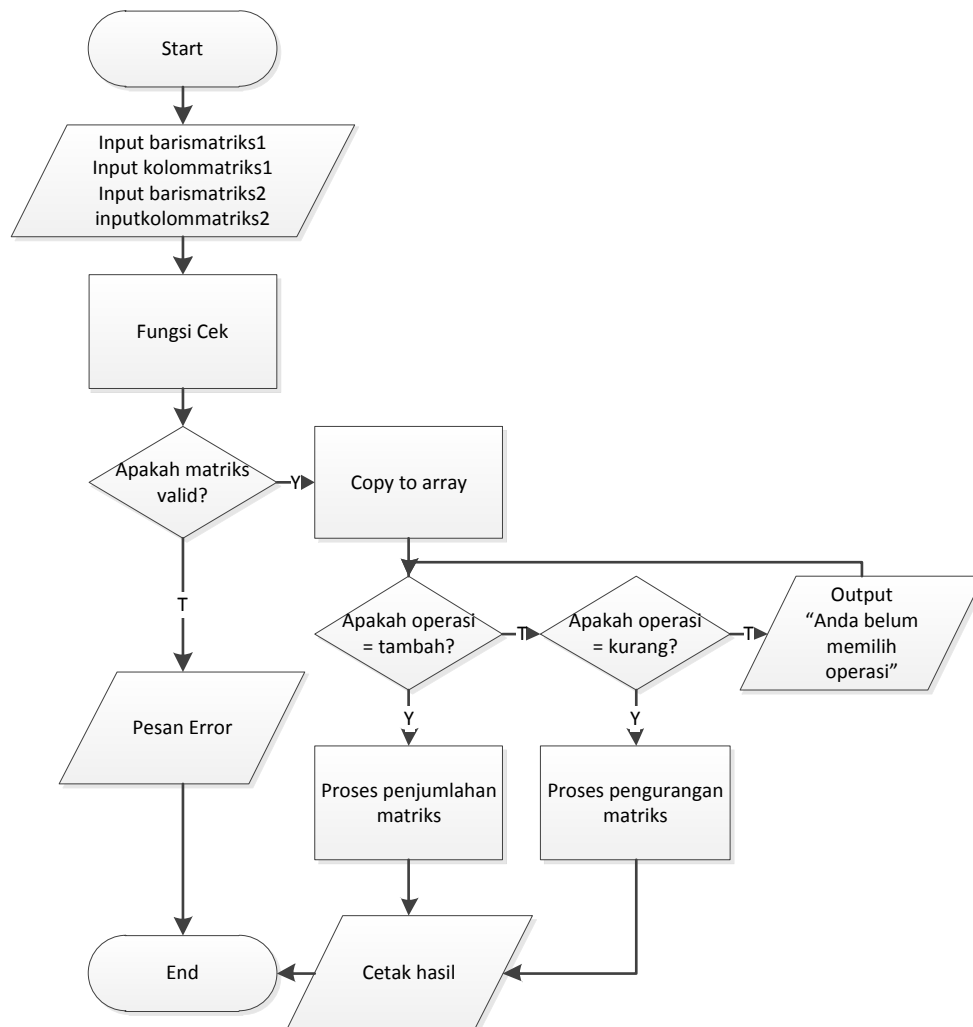 Start
Input barismatriks1
Input kolommatriks1
Input barismatriks2
inputkolommatriks2
Fungsi Cek
Apakah matriks
valid?
Y
Copy to array
T
Apakah operasi
= tambah?
T
Apakah operasi
= kurang?
T
Output
“Anda belum
memilih
operasi”
Y
Y
Pesan Error
Proses penjumlahan
matriks
Proses pengurangan
matriks
End
Cetak hasil